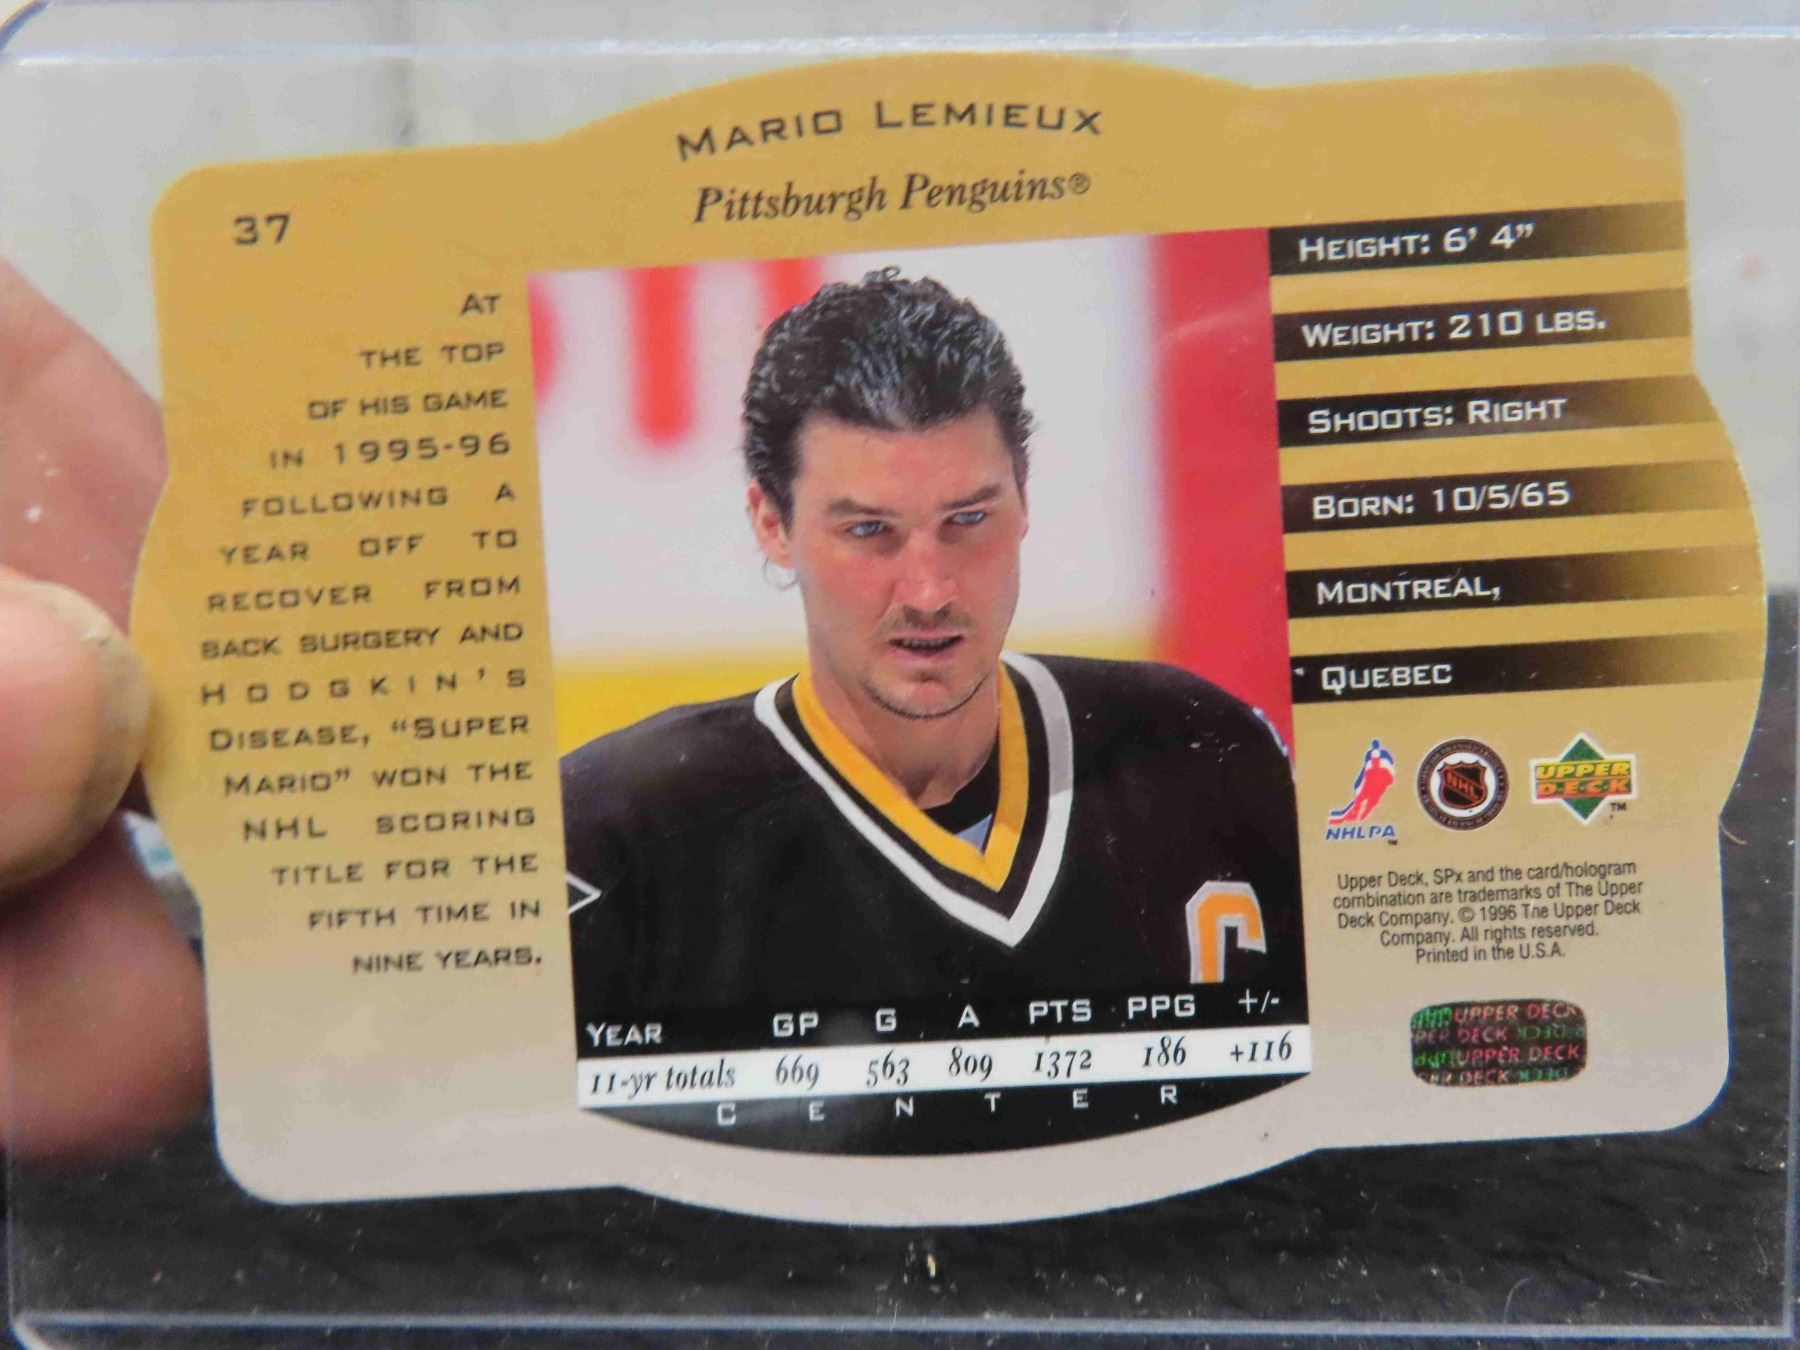 MARIO LEMIEUX
Pittsburgh Penguins®
37
AT
THE TOP
OF HIS GAME
IN 1995-96
FOLLOWING A
YEAR OFF TO
RECOVER FROM
BACK SURGERY AND
HODGKIN'S
DISEASE, “SUPER
MARIO” WON THE
NHL SCORING
TITLE FOR THE
FIFTH TIME IN
NINE YEARS.
HEIGHT: 6' 4”
WEIGHT: 210 LBS.
SHOOTS: RIGHT
BORN: 10/5/65
MONTREAL,
QUEBEC
NHLPA™
NHL
UPPER
DECK™
Upper Deck, SPx and the card/hologram
combination are trademarks of The Upper
Deck Company. © 1996 The Upper Deck
Company. All rights reserved.
Printed in the U.S.A.
C
YEAR GP G A PTS PPG +/-
11-yr totals 669 563 809 1372 186 +116
CENTER
UPPER DECK
PER DECK
UPPER DECK
DECK